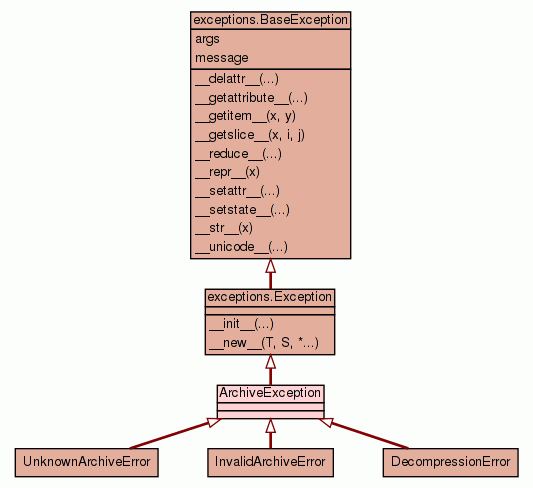 exceptions.BaseException
args
message
__delattr__(...)
__getattribute__(...)
__getitem__(x, y)
__getslice__(x, i, j)
__reduce__(...)
__repr__(x)
__setattr__(...)
__setstate__(...)
__str__(x)
__unicode__(...)
exceptions.Exception
__init__(...)
__new__(T, S, *...)
ArchiveException
UnknownArchiveError
InvalidArchiveError
DecompressionError